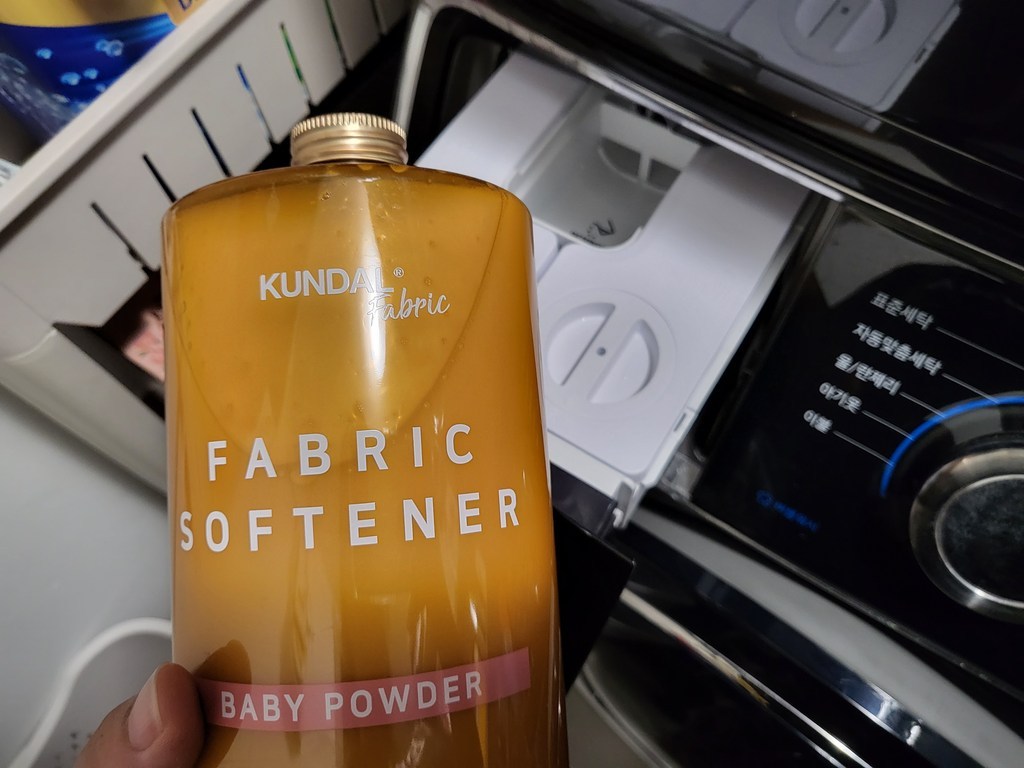 KUNDAL®
Fabric
FABRIC
SOFTENER
BABY POWDER
표준세탁
자동맞춤세탁
울/란제리
아기옷
이불